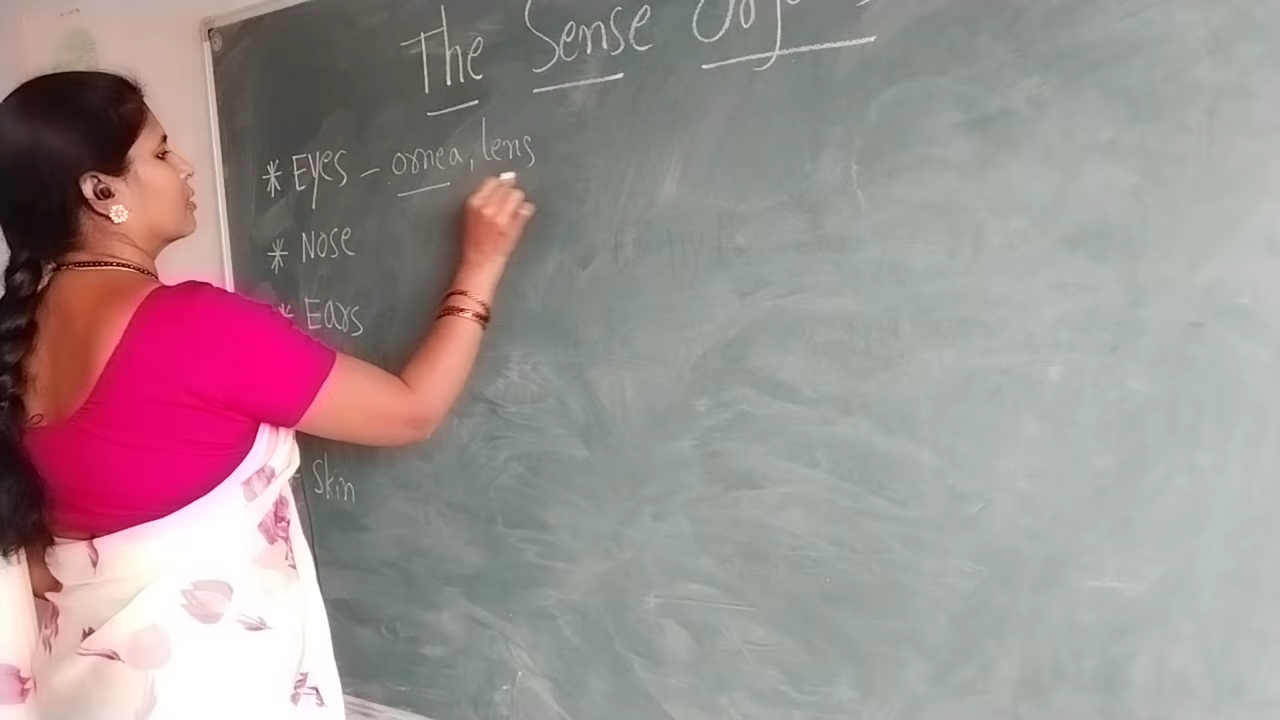 The Sense
* Eyes - ornea, lens
* Nose
* Ears
Skin